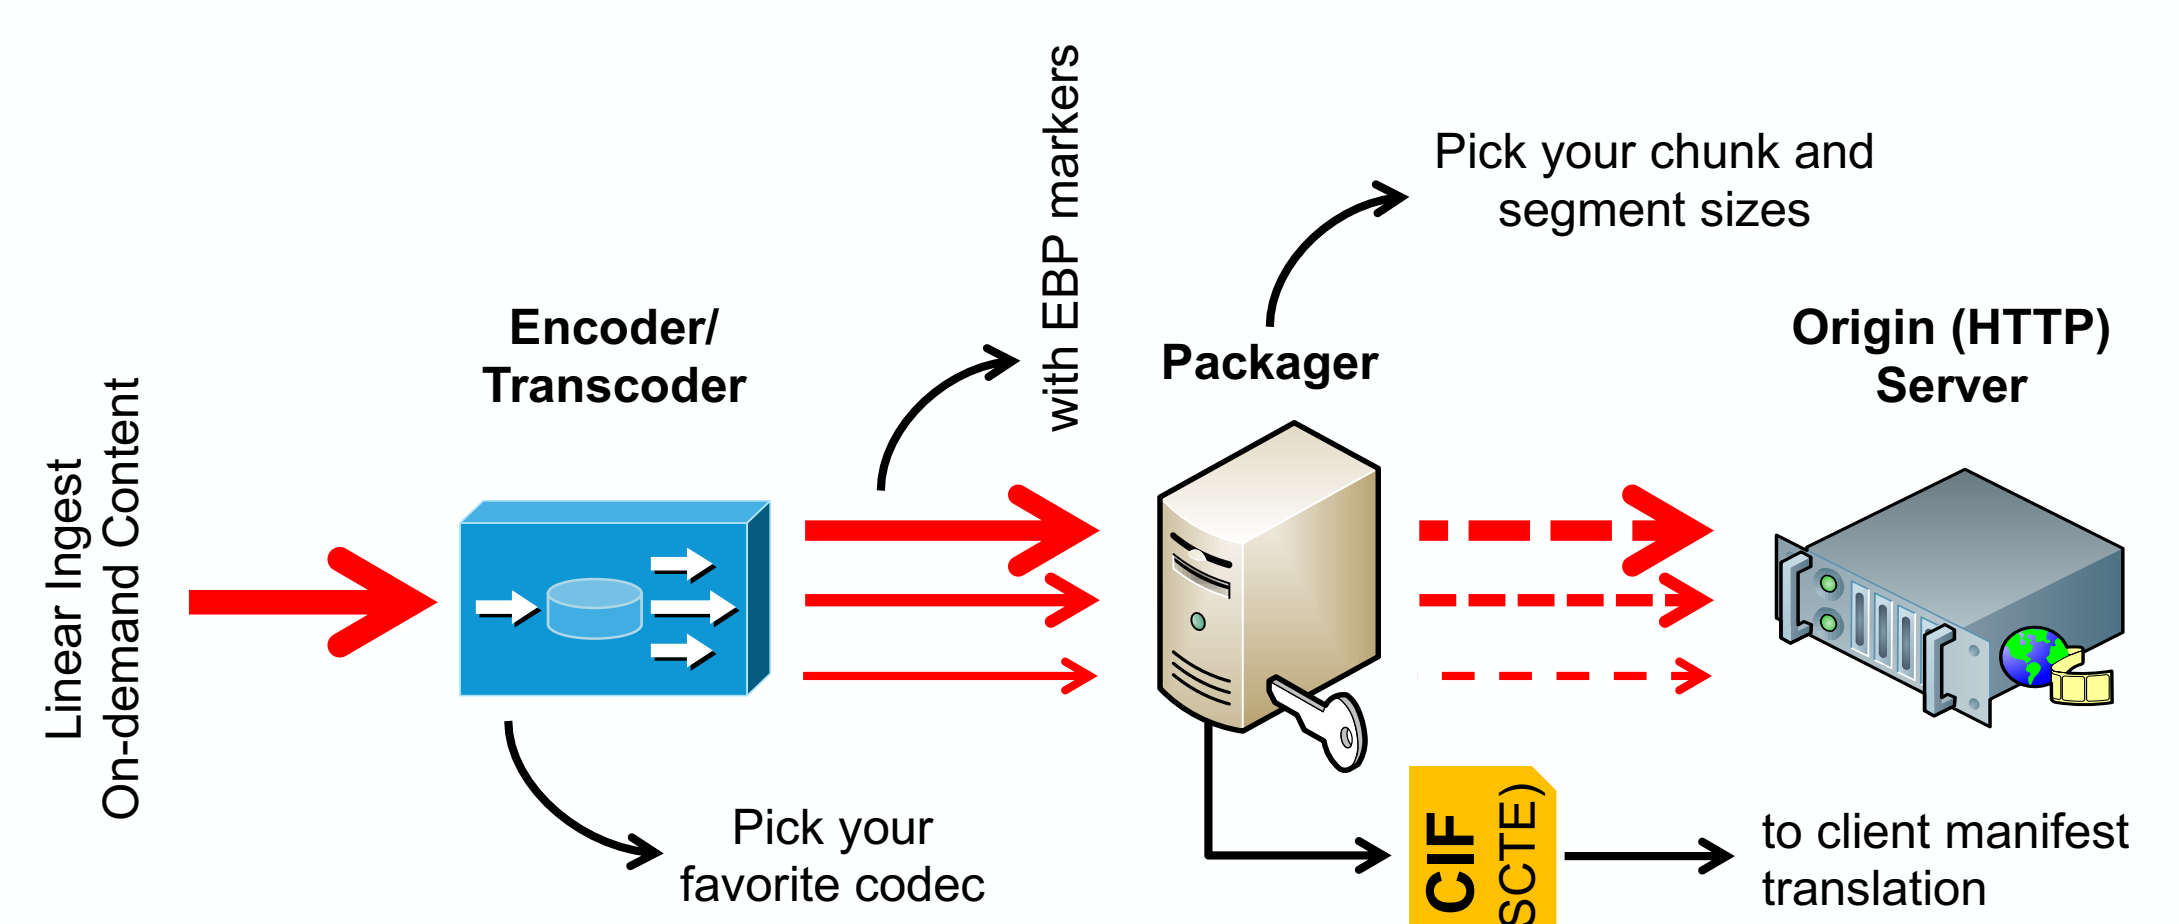 Linear Ingest
On-demand Content
Encoder/
Transcoder
Pick your
favorite codec
with EBP markers
Packager
Pick your chunk and
segment sizes
Origin (HTTP)
Server
CIF
SCTE)
to client manifest
translation